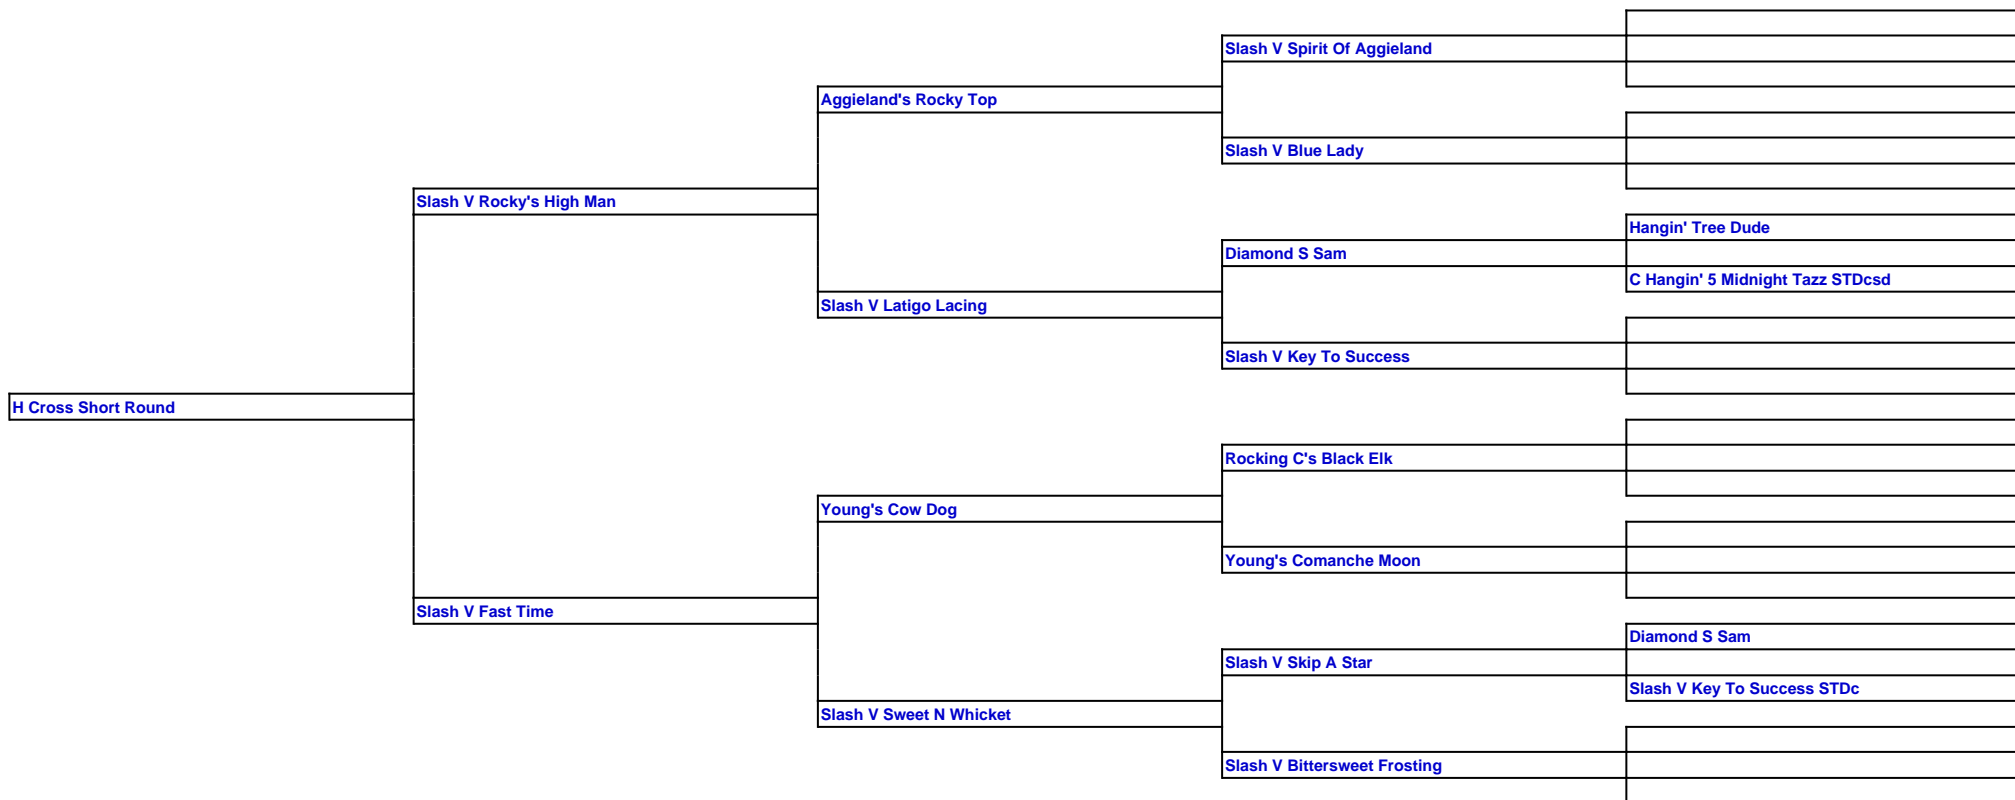 Slash V Spirit Of Aggieland
Aggieland's Rocky Top
Slash V Blue Lady
Slash V Rocky's High Man
Hangin' Tree Dude
Diamond S Sam
C Hangin' 5 Midnight Tazz STDcsd
Slash V Latigo Lacing
Slash V Key To Success
H Cross Short Round
Rocking C's Black Elk
Young's Cow Dog
Young's Comanche Moon
Slash V Fast Time
Diamond S Sam
Slash V Skip A Star
Slash V Key To Success STDc
Slash V Sweet N Whicket
Slash V Bittersweet Frosting